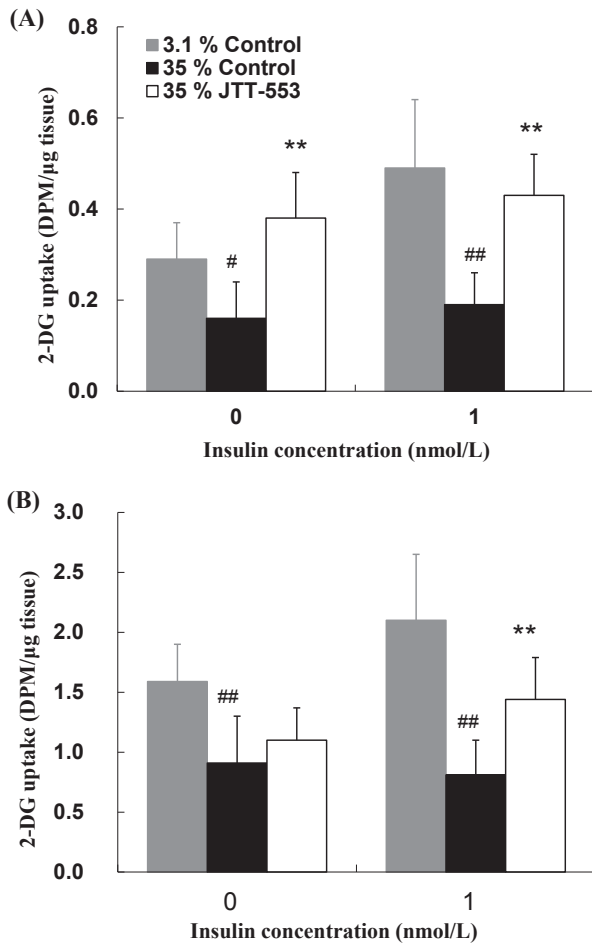 (A)
0.8
0.6
0.4
0.2
0.0
2-DG uptake (DPM/µg tissue)
3.1 % Control
35 % Control
35 % JTT-553
#
**
##
**
0
1
Insulin concentration (nmol/L)
(B)
3.0
2.5
2.0
1.5
1.0
0.5
0.0
2-DG uptake (DPM/µg tissue)
##
##
**
0
1
Insulin concentration (nmol/L)